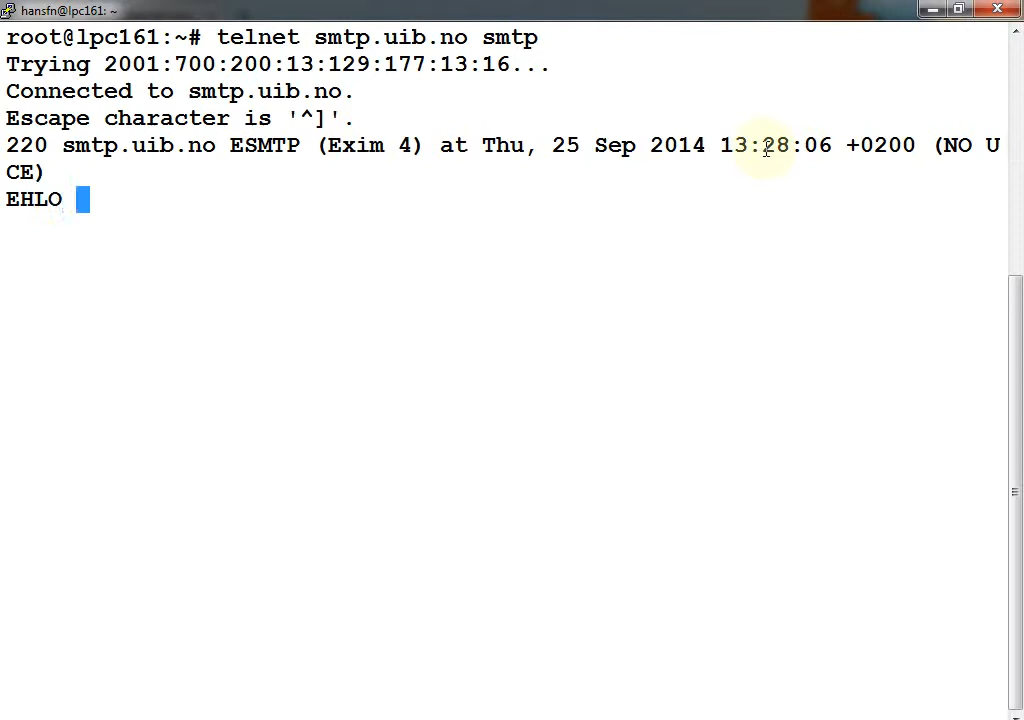 hansfn@lpc161: ~
root@lpc161:~# telnet smtp.uib.no smtp
Trying 2001:700:200:13:129:177:13:16...
Connected to smtp.uib.no.
Escape character is '^]'.
220 smtp.uib.no ESMTP (Exim 4) at Thu, 25 Sep 2014 13:28:06 +0200 (NO U
CE)
EHLO